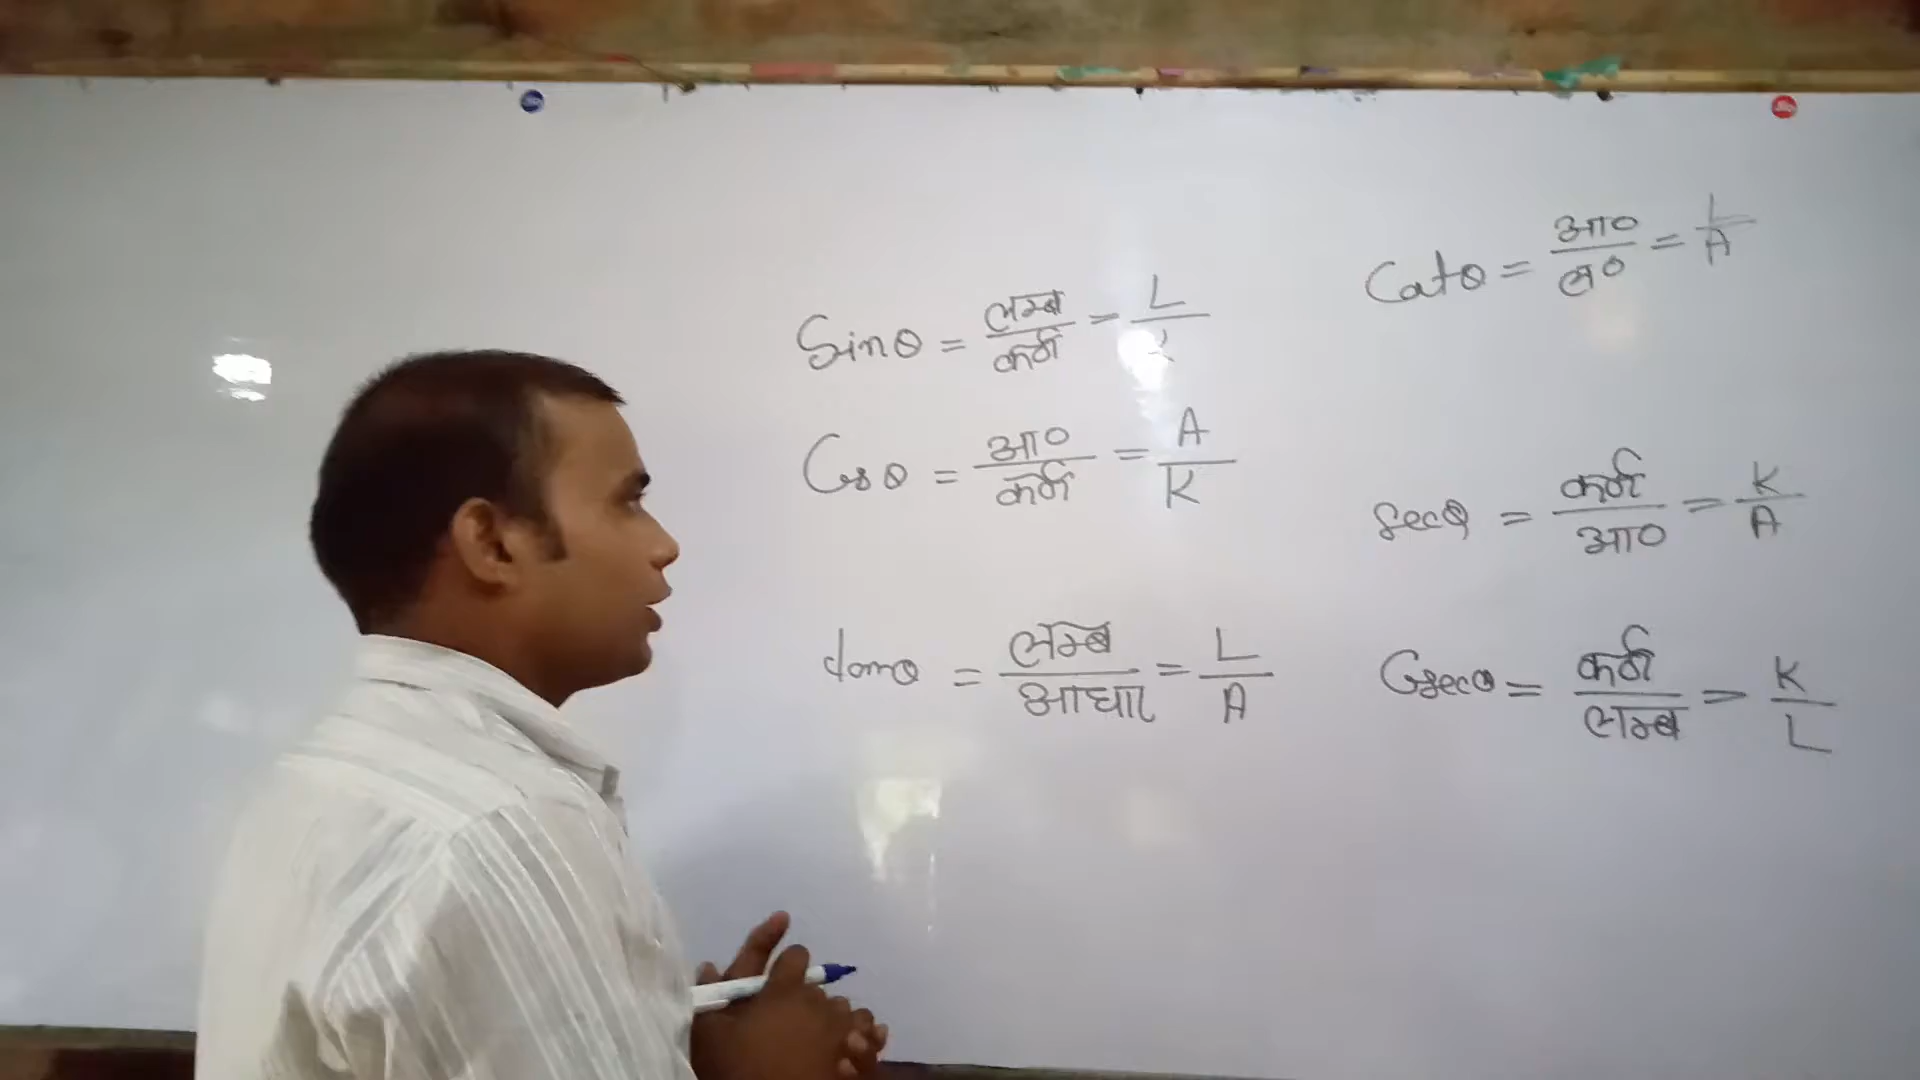 Sinθ = लम्ब/कर्ण = L/K
Cosθ = आ०/कर्ण = A/K
tanθ = लम्ब/आधार = L/A
Cotθ = आ०/ल० = L/A
Secθ = कर्ण/आ० = K/A
Cosecθ = कर्ण/लम्ब = K/L